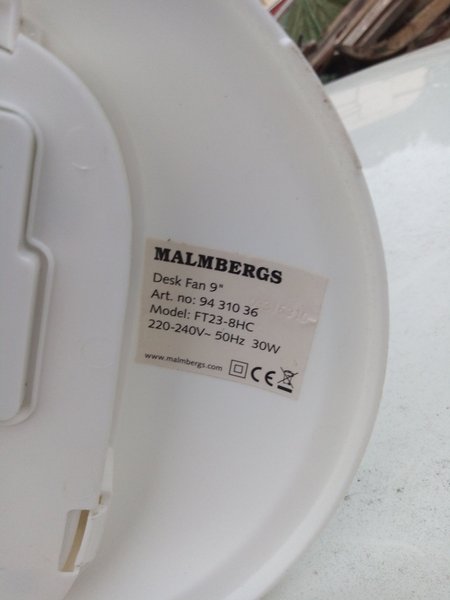 MALMBERGS
Desk Fan 9"
Art. no: 94 310 36
Model: FT23-8HC
220-240V~ 50Hz 30W
www.malmbergs.com CE